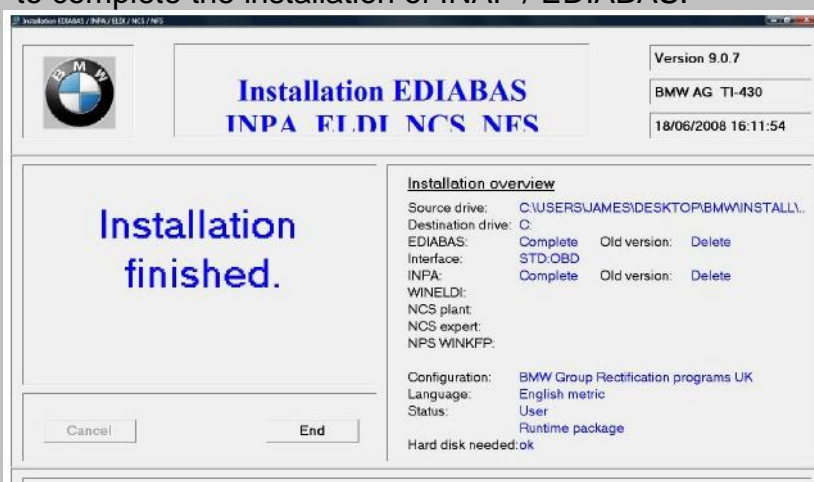 to complete the installation of INAP / EDIABAS.
Installation EDIABAS / INPA / ELDI / NCS / NFS
BMW
Installation EDIABAS
INPA ELDI NCS NFS
Version 9.0.7
BMW AG TI-430
18/06/2008 16:11:54
Installation
finished.
Cancel
End
Installation overview
Source drive: C:\USERS\JAMES\DESKTOP\BMW\INSTALL\..
Destination drive: C:
EDIABAS: Complete Old version: Delete
Interface: STD:OBD
INPA: Complete Old version: Delete
WINELDI:
NCS plant:
NCS expert:
NPS WINKFP:
Configuration: BMW Group Rectification programs UK
Language: English metric
Status: User
Runtime package
Hard disk needed: ok